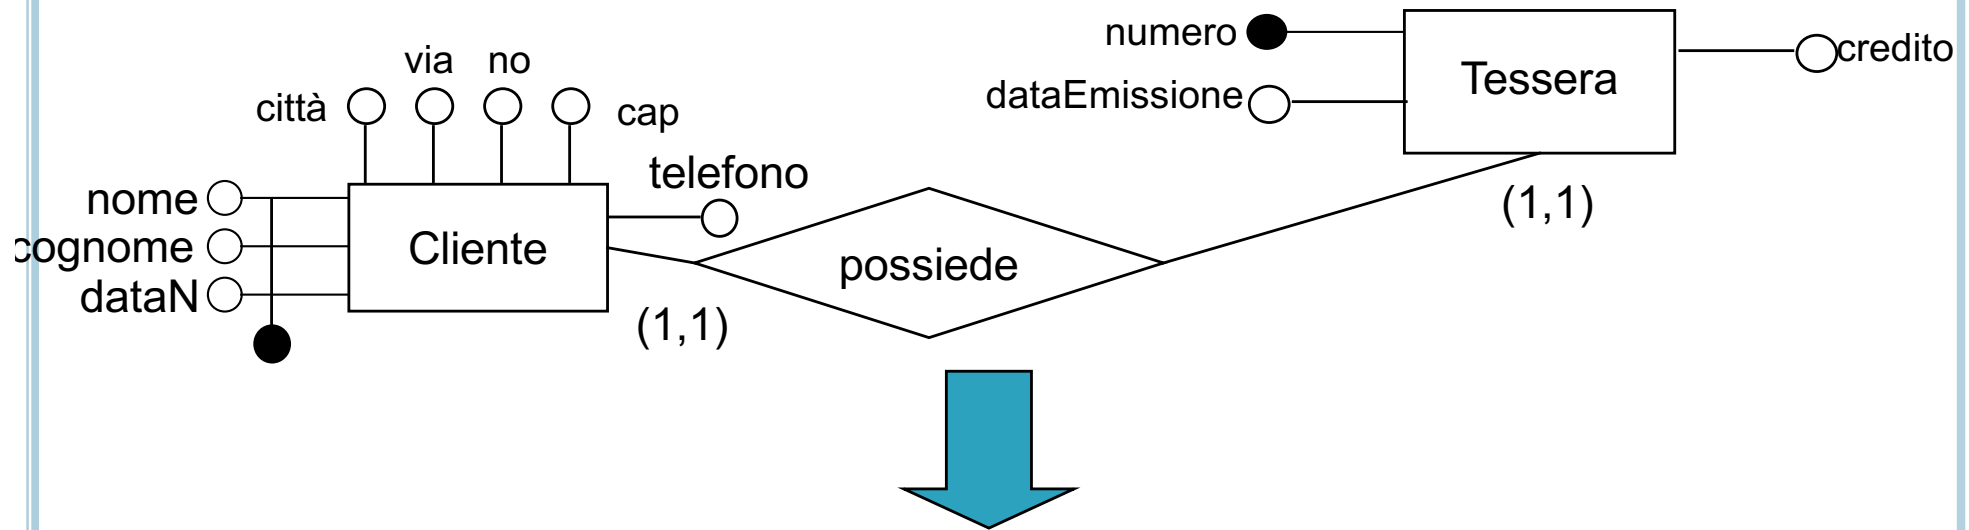 numero
credito
Tessera
dataEmissione
via no
città
cap
telefono
nome
cognome
dataN
Cliente
possiede
(1,1)
(1,1)